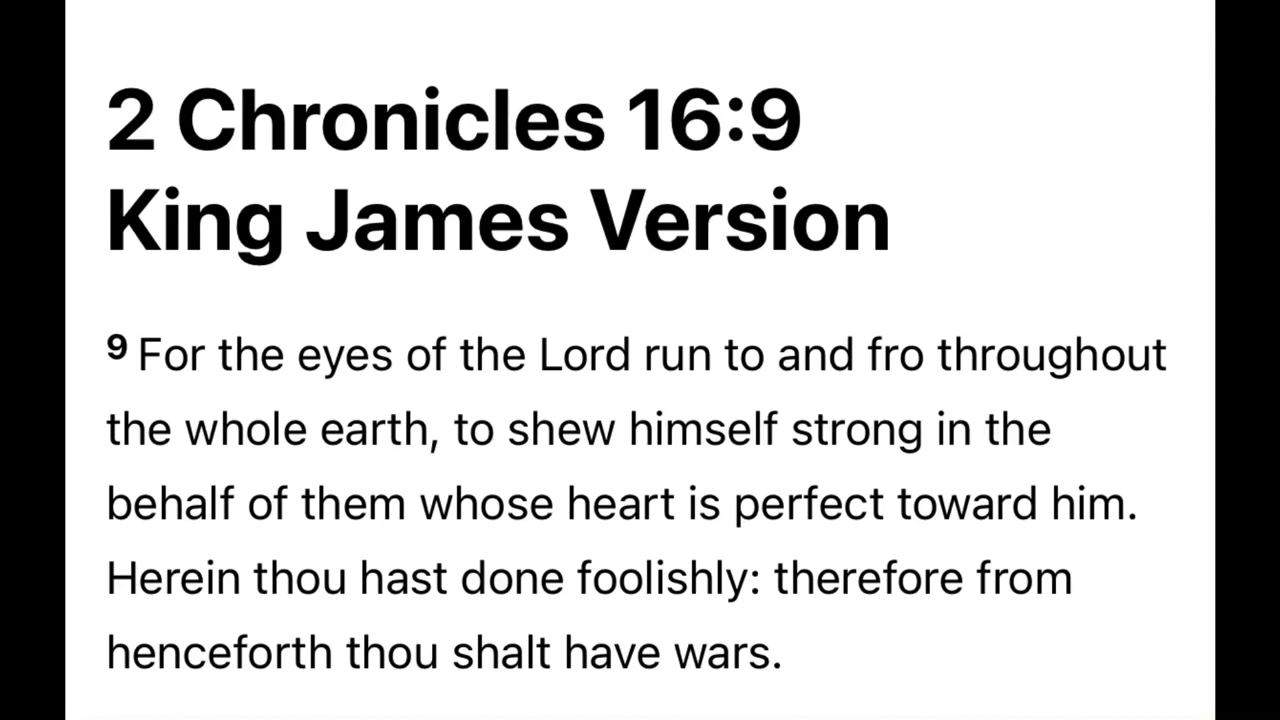 2 Chronicles 16:9
King James Version
9 For the eyes of the Lord run to and fro throughout
the whole earth, to shew himself strong in the
behalf of them whose heart is perfect toward him.
Herein thou hast done foolishly: therefore from
henceforth thou shalt have wars.